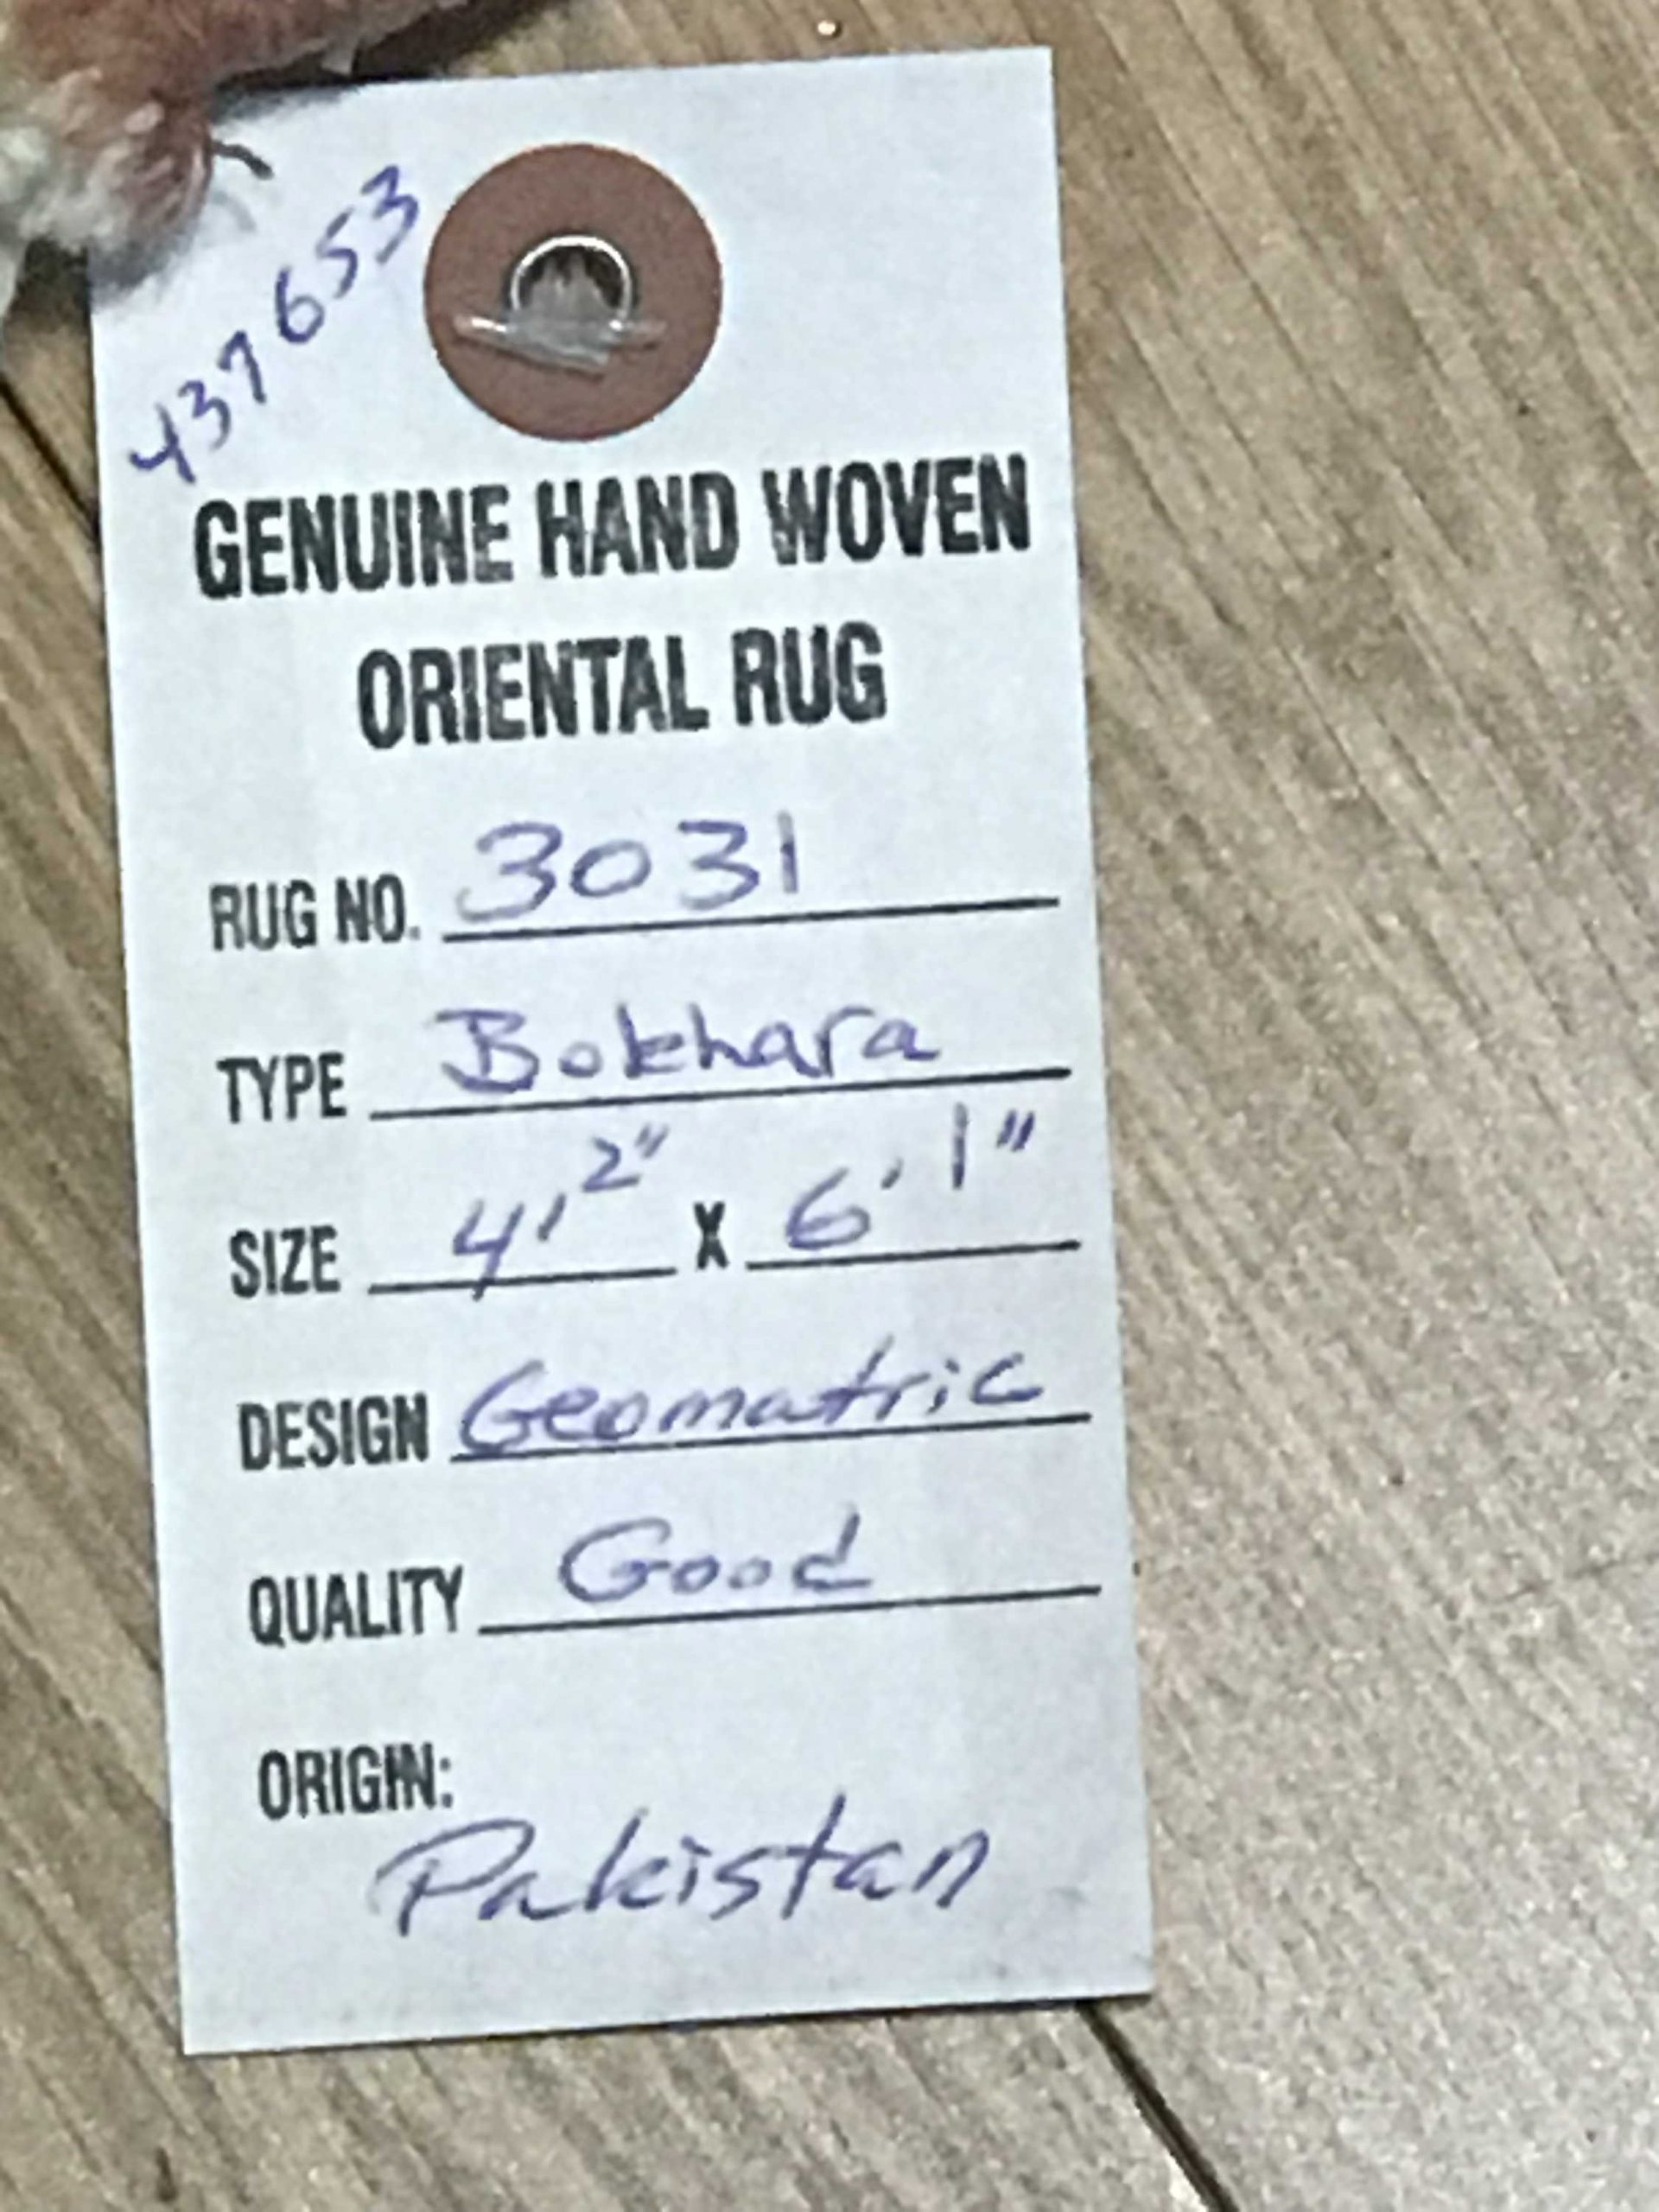 437653
GENUINE HAND WOVEN
ORIENTAL RUG
RUG NO. 3031
TYPE Bokhara
SIZE 4'2" X 6'1"
DESIGN Geomatric
QUALITY Good
ORIGIN:
Pakistan